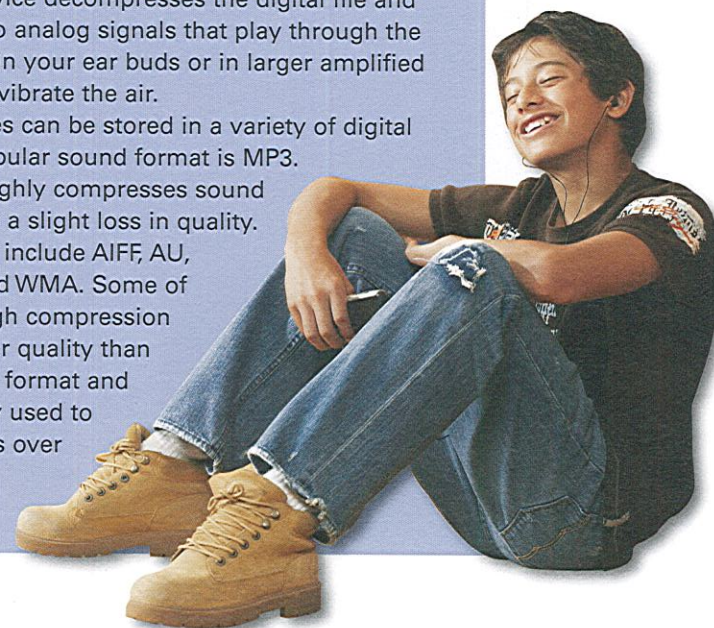 vice decompresses the digital file and
o analog signals that play through the
n your ear buds or in larger amplified
vibrate the air.
es can be stored in a variety of digital
pular sound format is MP3.
ghly compresses sound
a slight loss in quality.
include AIFF, AU,
d WMA. Some of
gh compression
r quality than
format and
y used to
s over